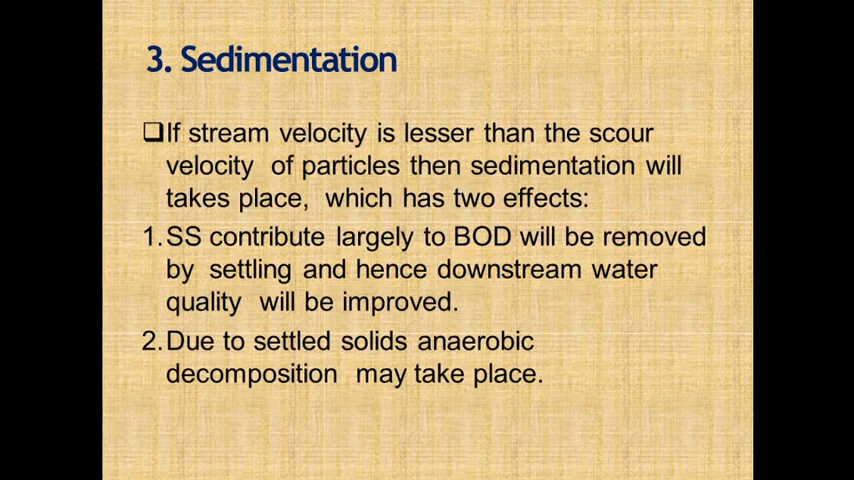 3. Sedimentation
❑If stream velocity is lesser than the scour
velocity of particles then sedimentation will
takes place, which has two effects:
1. SS contribute largely to BOD will be removed
by settling and hence downstream water
quality will be improved.
2. Due to settled solids anaerobic
decomposition may take place.